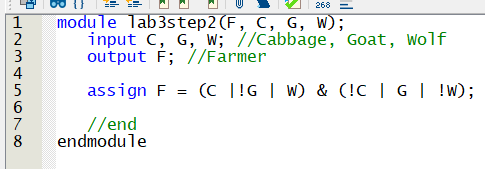 268
1 module lab3step2(F, C, G, W);
2 input C, G, W; //Cabbage, Goat, Wolf
3 output F; //Farmer
4
5 assign F = (C |!G | W) & (!C | G | !W);
6
7 //end
8 endmodule